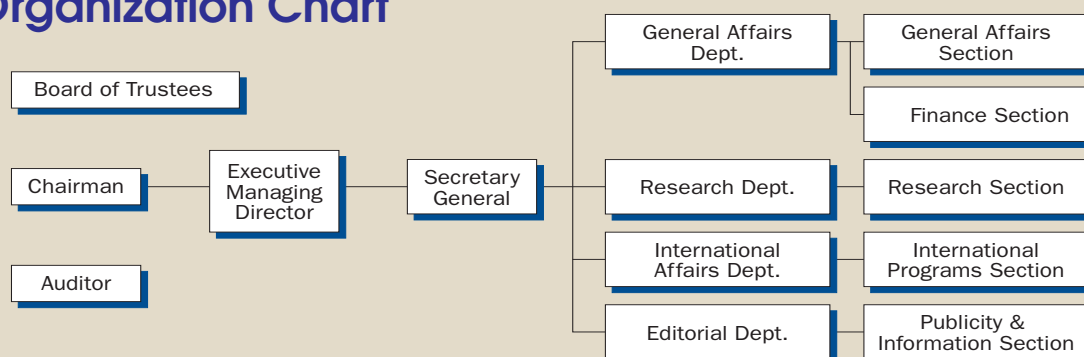 Organization Chart
Board of Trustees
Chairman
Auditor
Executive
Managing
Director
Secretary
General
General Affairs
Dept.
General Affairs
Section
Finance Section
Research Dept.
Research Section
International
Affairs Dept.
International
Programs Section
Editorial Dept.
Publicity &
Information Section